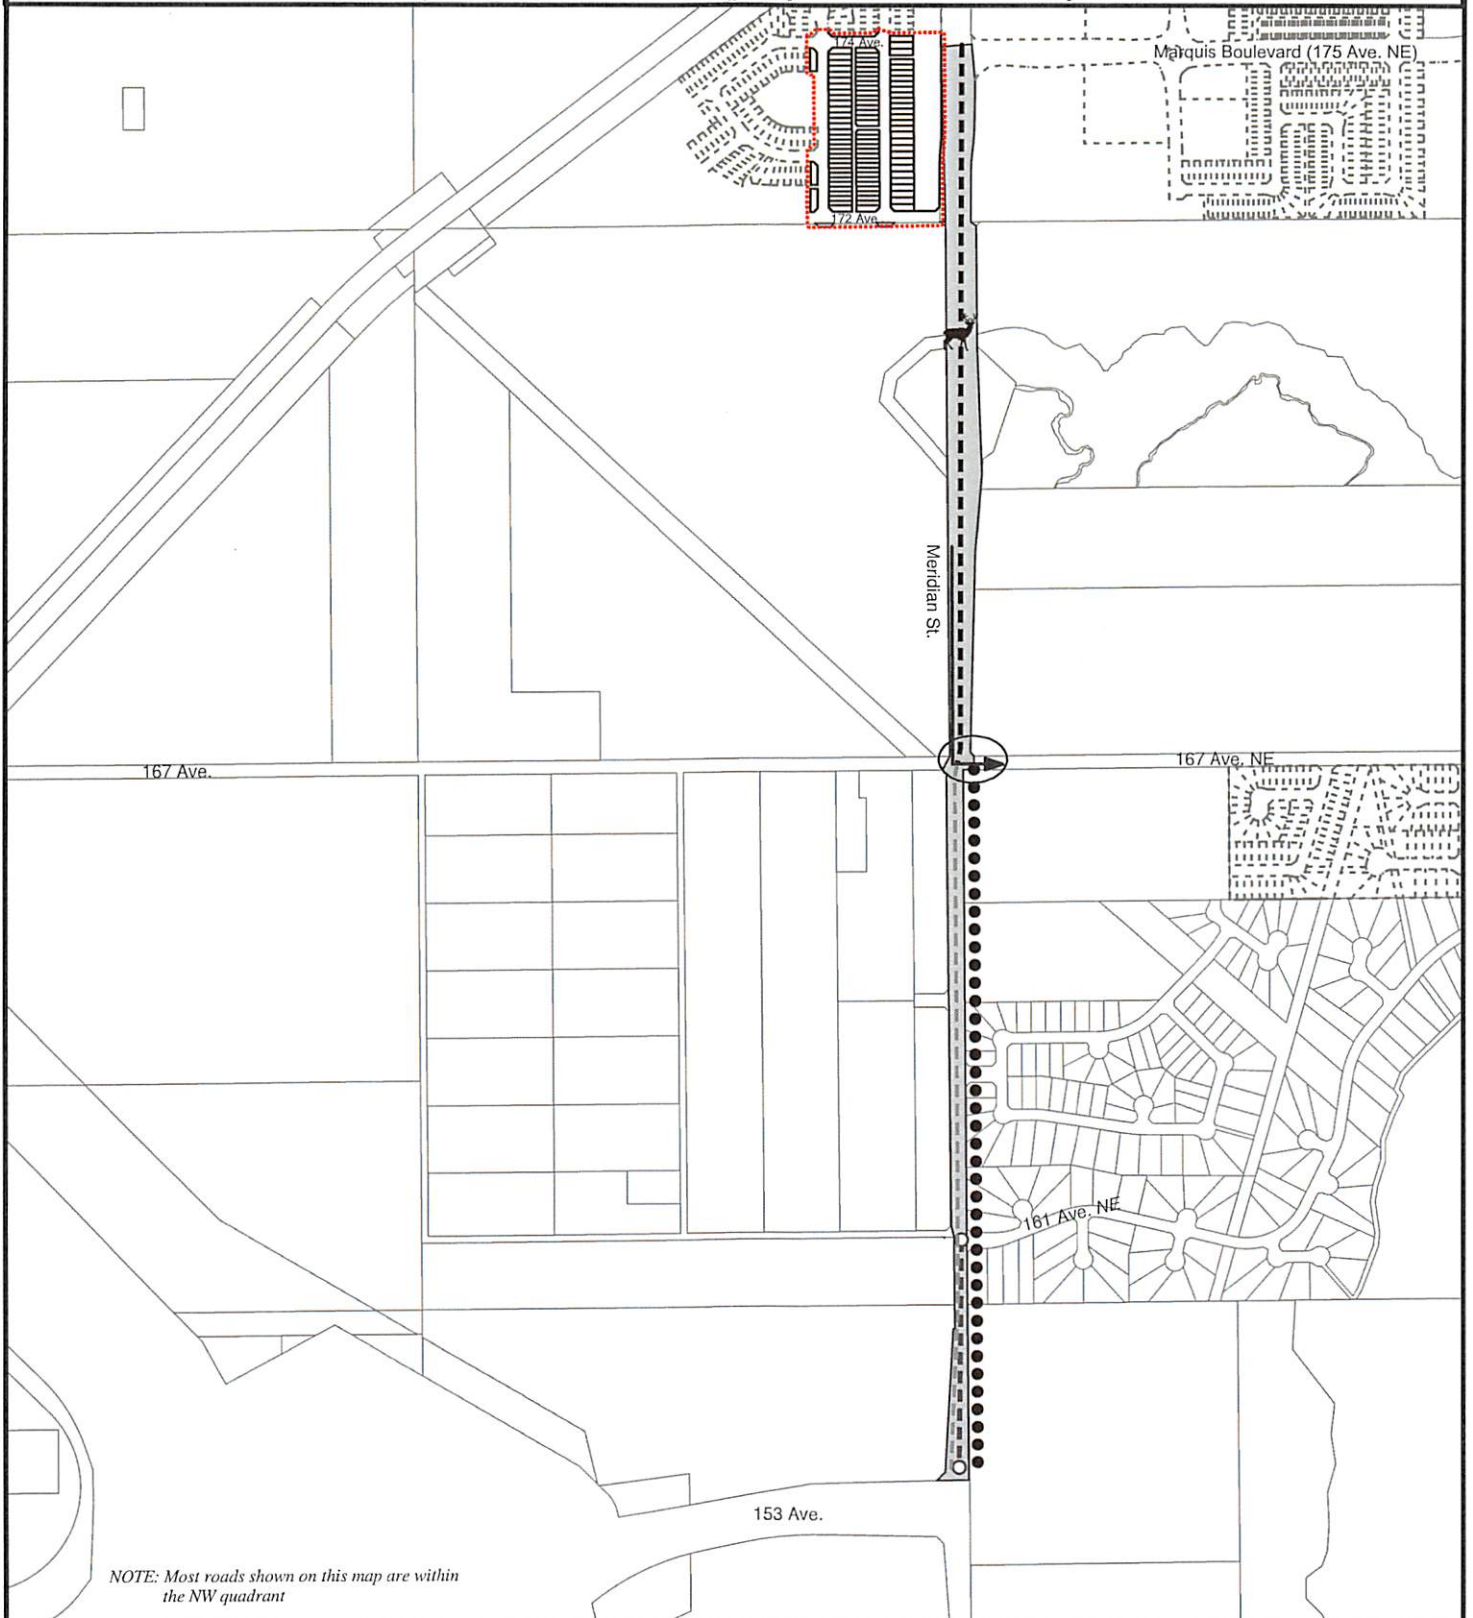 174 Ave.
Marquis Boulevard (175 Ave. NE)
172 Ave.
Meridian St.
167 Ave.
167 Ave. NE
161 Ave. NE
153 Ave.
NOTE: Most roads shown on this map are within
the NW quadrant